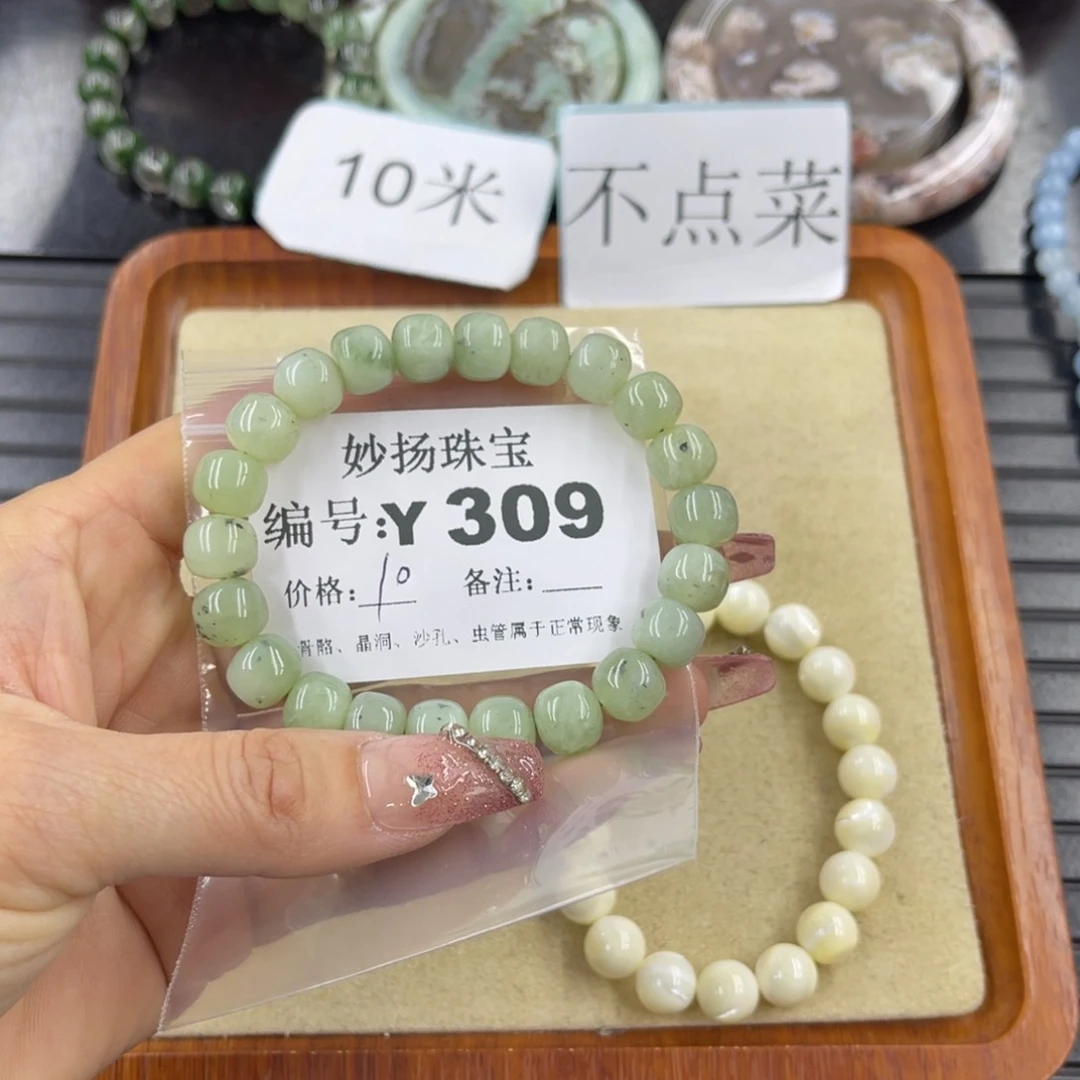 10米
不点菜
妙扬珠宝
编号:Y 309
价格:10 备注:
晶洞、沙孔、虫管属于正常现象